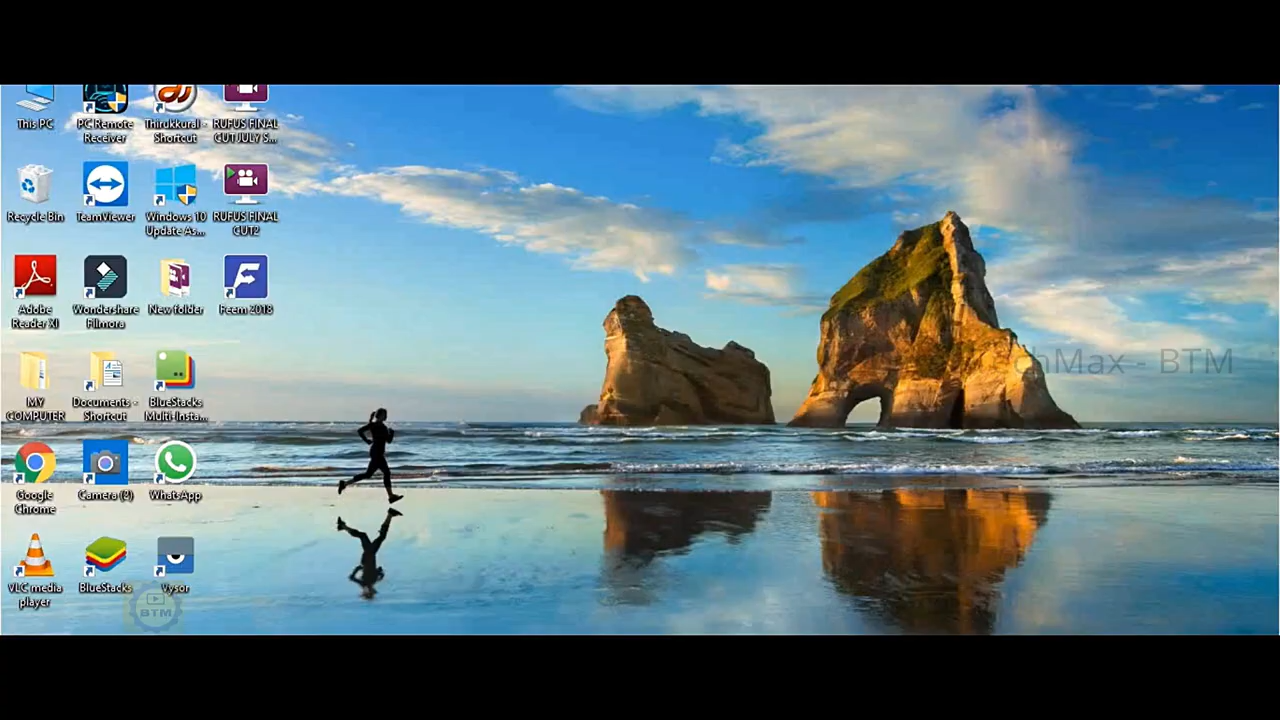 This PC
PC Remote
Receiver
Thirukkural -
Shortcut
RUFUS FINAL
CUT JULY S...
Recycle Bin
TeamViewer
Windows 10
Update As...
RUFUS FINAL
CUT2
Adobe
Reader XI
Wondershare
Filmora
New folder
Feem 2018
MY
COMPUTER
Documents -
Shortcut
BlueStacks
Multi-Insta...
chMax - BTM
Google
Chrome
Camera (2)
WhatsApp
VLC media
player
BlueStacks
Vysor
BTM